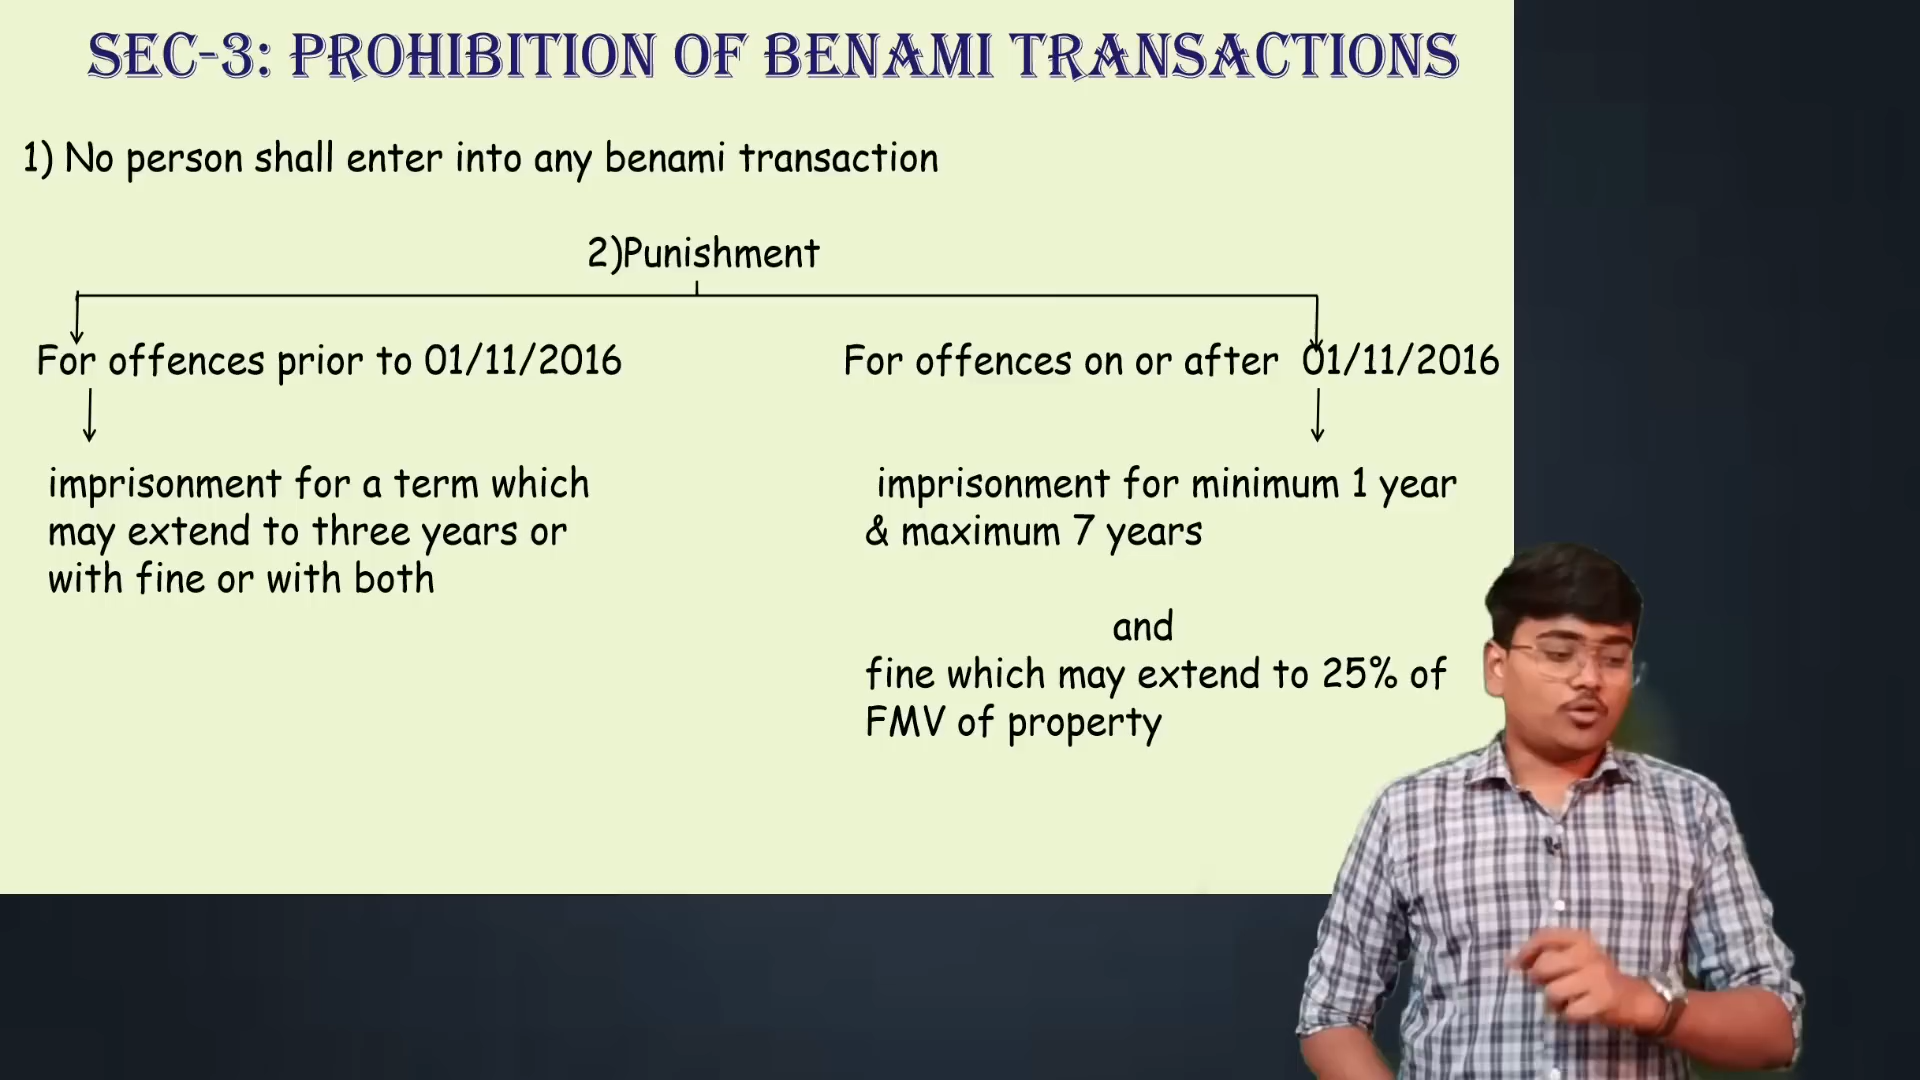 SEC-3: PROHIBITION OF BENAMI TRANSACTIONS
1) No person shall enter into any benami transaction
2)Punishment
For offences prior to 01/11/2016
imprisonment for a term which
may extend to three years or
with fine or with both
For offences on or after 01/11/2016
imprisonment for minimum 1 year
& maximum 7 years
and
fine which may extend to 25% of
FMV of property